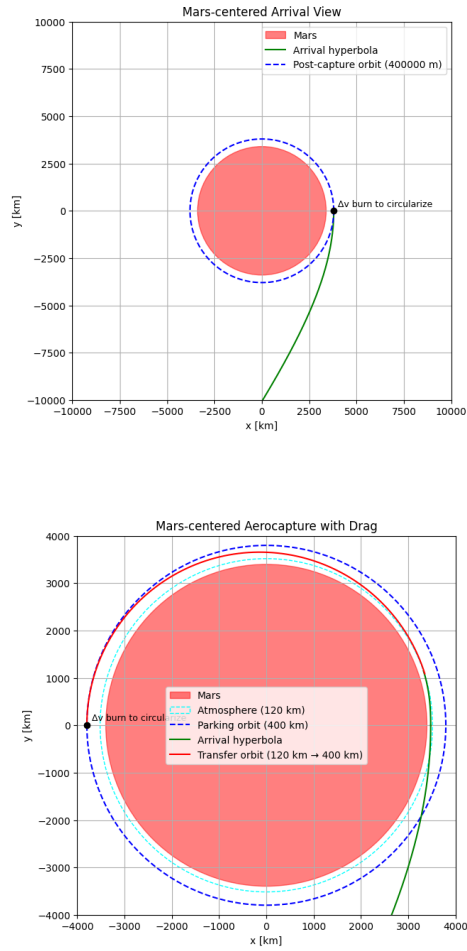 Mars-centered Arrival View
10000
7500
5000
2500
0
−2500
−5000
−7500
−10000
y [km]
Mars
Arrival hyperbola
Post-capture orbit (400000 m)
Δv burn to circularize
−10000 −7500 −5000 −2500 0 2500 5000 7500 10000
x [km]
Mars-centered Aerocapture with Drag
4000
3000
2000
1000
0
−1000
−2000
−3000
−4000
y [km]
Mars
Atmosphere (120 km)
Parking orbit (400 km)
Arrival hyperbola
Transfer orbit (120 km → 400 km)
Δv burn to circularize
−4000 −3000 −2000 −1000 0 1000 2000 3000 4000
x [km]